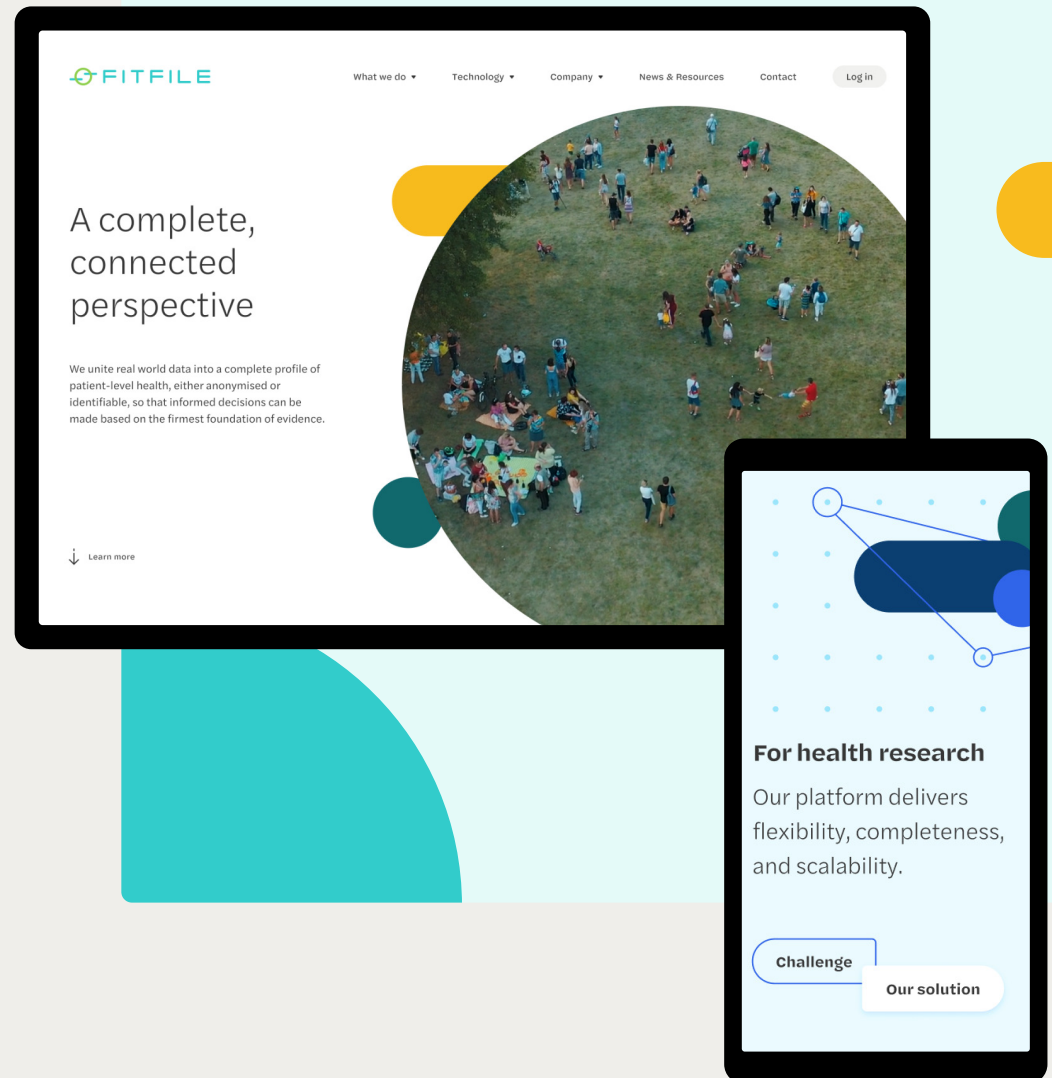 FITFILE
What we do
Technology
Company
News & Resources
Contact
Log in
A complete,
connected
perspective
We unite real world data into a complete profile of
patient-level health, either anonymised or
identifiable, so that informed decisions can be
made based on the firmest foundation of evidence.
Learn more
For health research
Our platform delivers
flexibility, completeness,
and scalability.
Challenge
Our solution